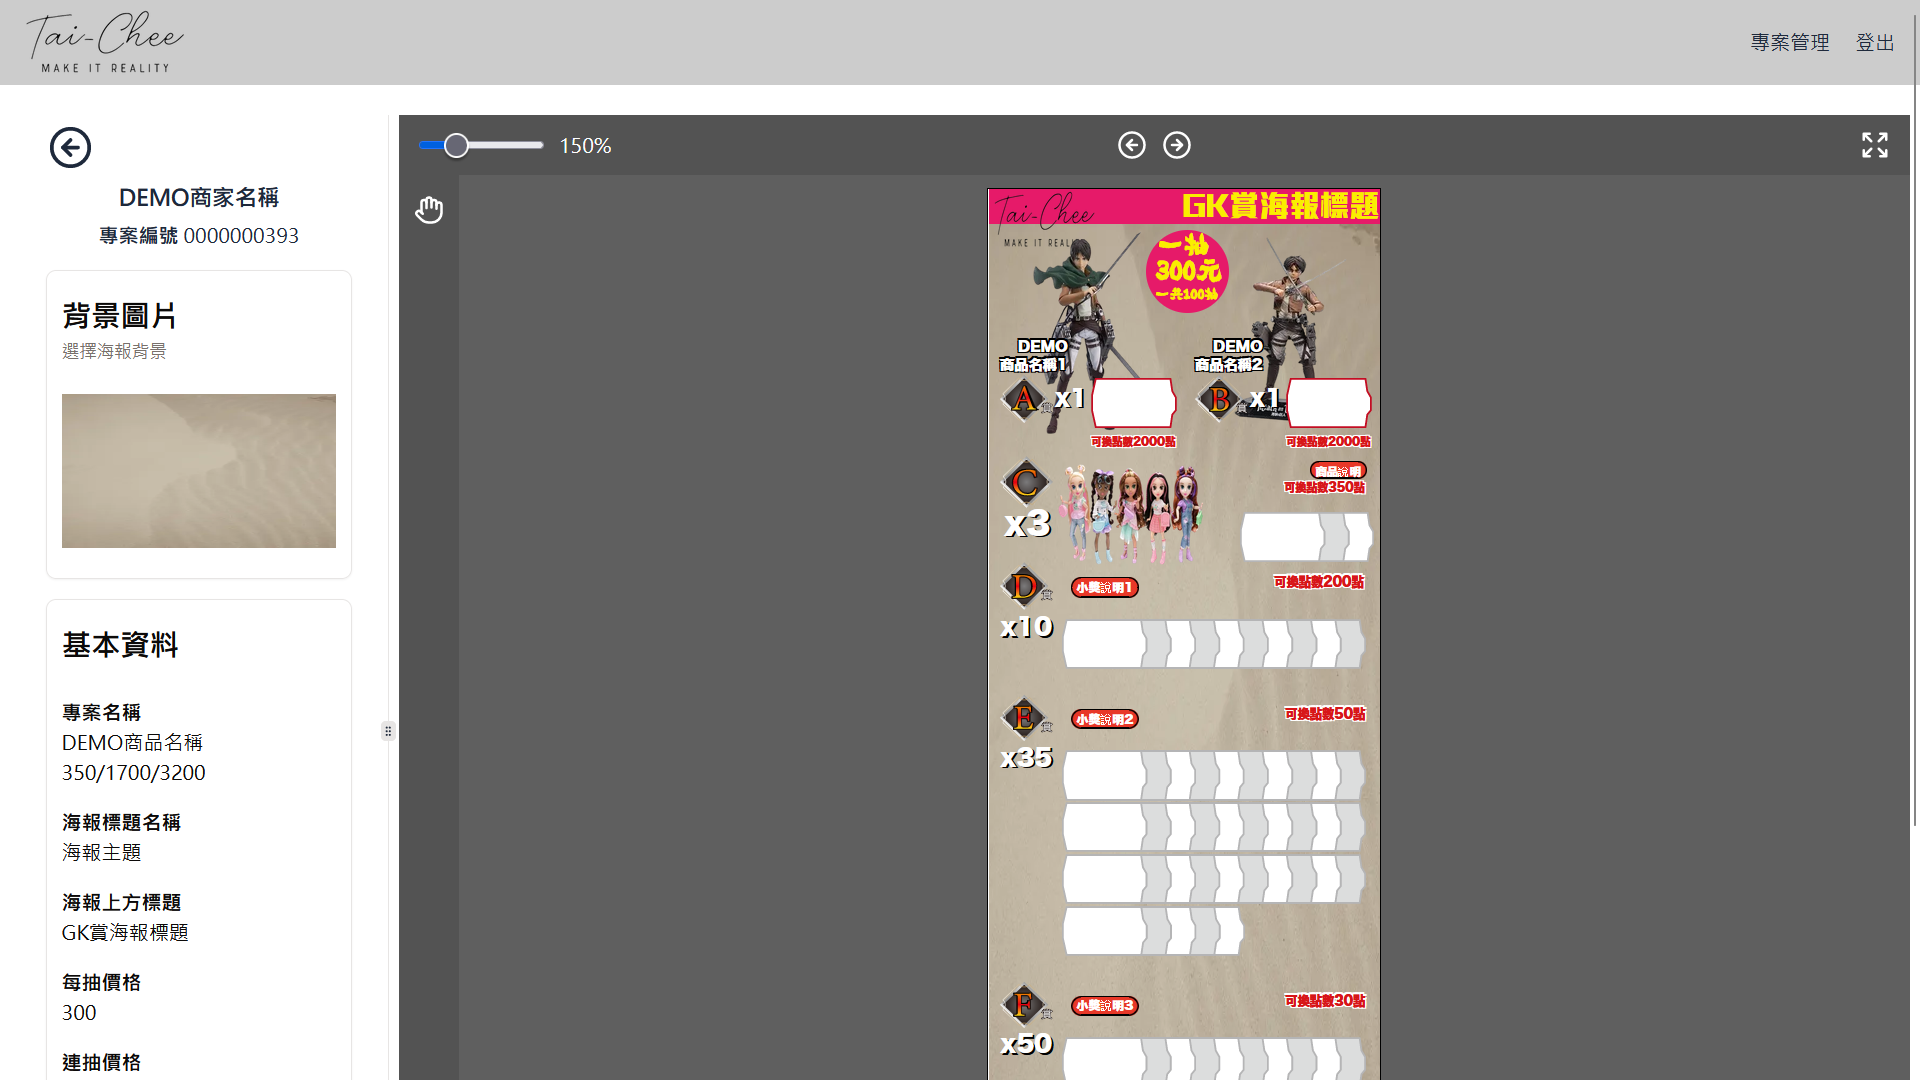 Tai-Chee
MAKE IT REALITY
專案管理
登出
DEMO商家名稱
專案編號 0000000393
背景圖片
選擇海報背景
基本資料
專案名稱
DEMO商品名稱
350/1700/3200
海報標題名稱
海報主題
海報上方標題
GK賞海報標題
每抽價格
300
連抽價格
150%
Tai-Chee
MAKE IT REAL
GK賞海報標題
一抽
300元
一共100抽
DEMO
商品名稱1
A賞 x1
可換點數2000點
DEMO
商品名稱2
B賞 x1
可換點數2000點
C
x3
商品說明
可換點數350點
D賞
x10
小獎說明1
可換點數200點
E賞
x35
小獎說明2
可換點數50點
F賞
x50
小獎說明3
可換點數30點